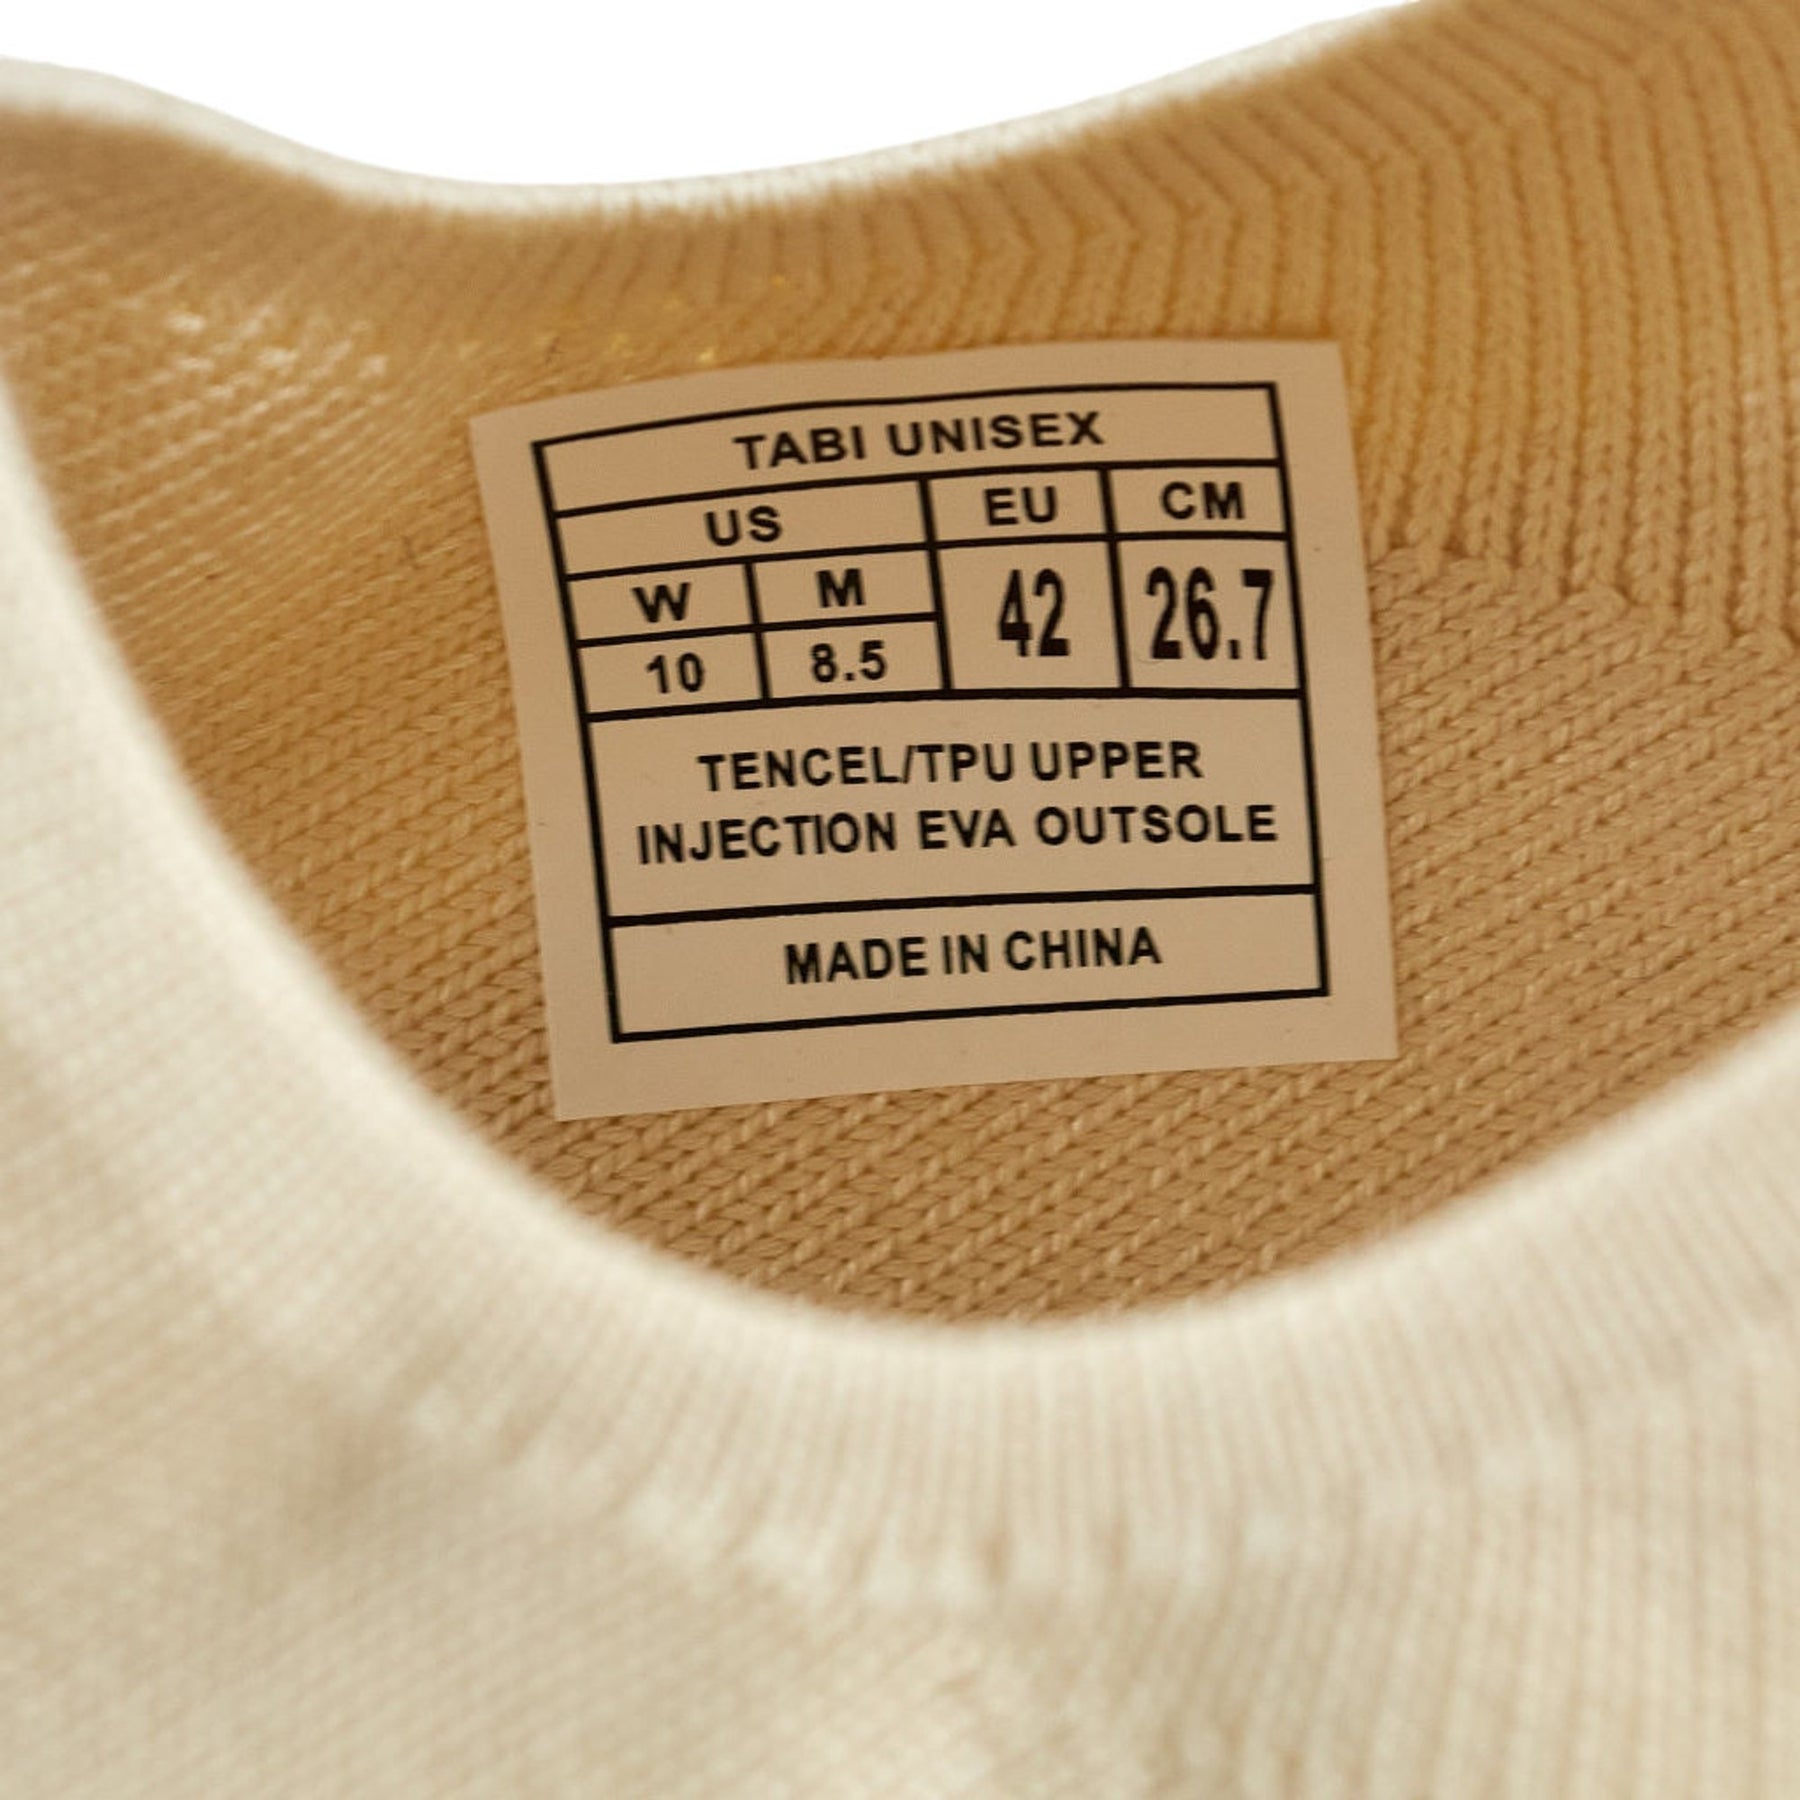 TABI UNISEX
US EU CM
W M 42 26.7
10 8.5
TENCEL/TPU UPPER
INJECTION EVA OUTSOLE
MADE IN CHINA